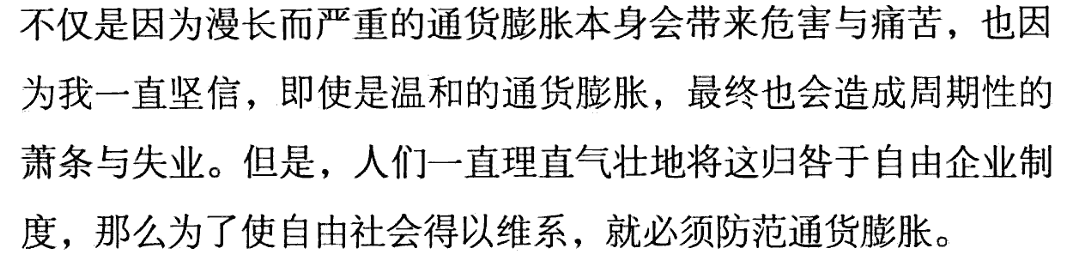 不仅是因为漫长而严重的通货膨胀本身会带来危害与痛苦，也因
为我一直坚信，即使是温和的通货膨胀，最终也会造成周期性的
萧条与失业。但是，人们一直理直气壮地将这归咎于自由企业制
度，那么为了使自由社会得以维系，就必须防范通货膨胀。